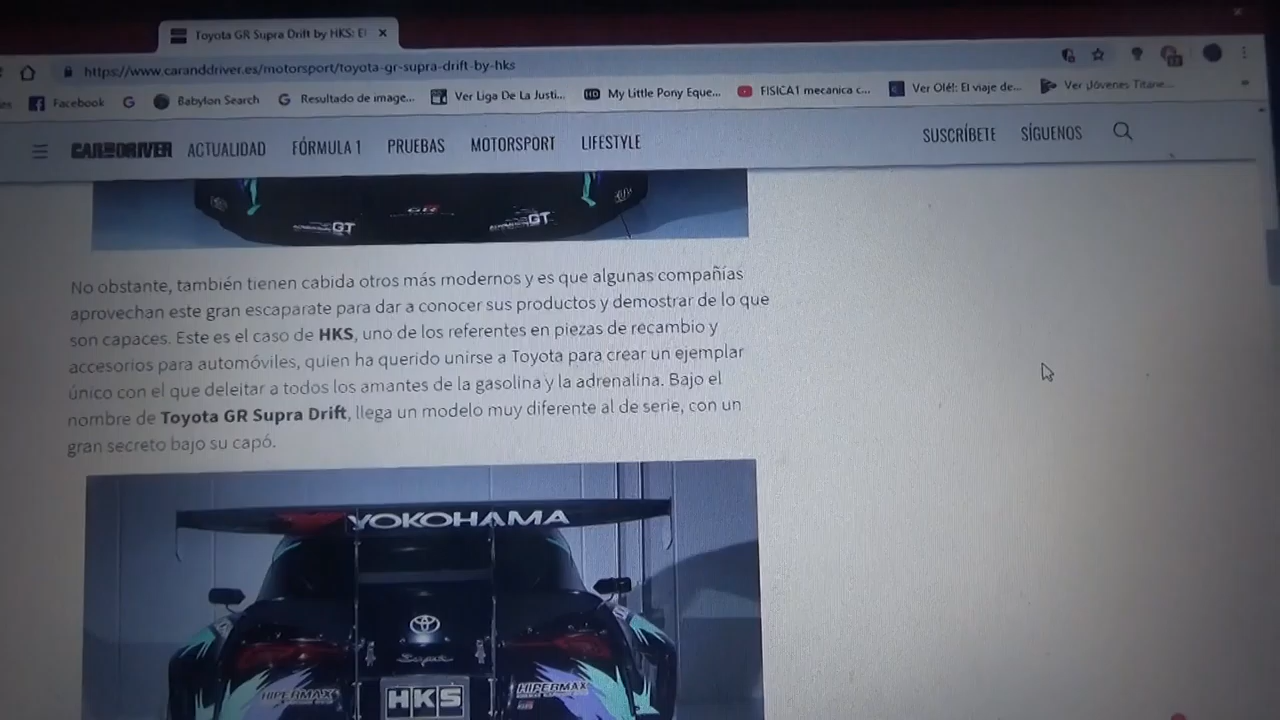 Toyota GR Supra Drift by HKS: El
https://www.caranddriver.es/motorsport/toyota-gr-supra-drift-by-hks
Facebook Babylon Search Resultado de image... Ver Liga De La Justi... My Little Pony Eque... FISICA1 mecanica c... Ver Olé!: El viaje de... Ver Jóvenes Titane...
CAR AND DRIVER ACTUALIDAD FÓRMULA 1 PRUEBAS MOTORSPORT LIFESTYLE SUSCRÍBETE SÍGUENOS
GT GR GT
No obstante, también tienen cabida otros más modernos y es que algunas compañías
aprovechan este gran escaparate para dar a conocer sus productos y demostrar de lo que
son capaces. Este es el caso de HKS, uno de los referentes en piezas de recambio y
accesorios para automóviles, quien ha querido unirse a Toyota para crear un ejemplar
único con el que deleitar a todos los amantes de la gasolina y la adrenalina. Bajo el
nombre de Toyota GR Supra Drift, llega un modelo muy diferente al de serie, con un
gran secreto bajo su capó.
YOKOHAMA
Supra
HIPERMAX HKS HIPERMAX